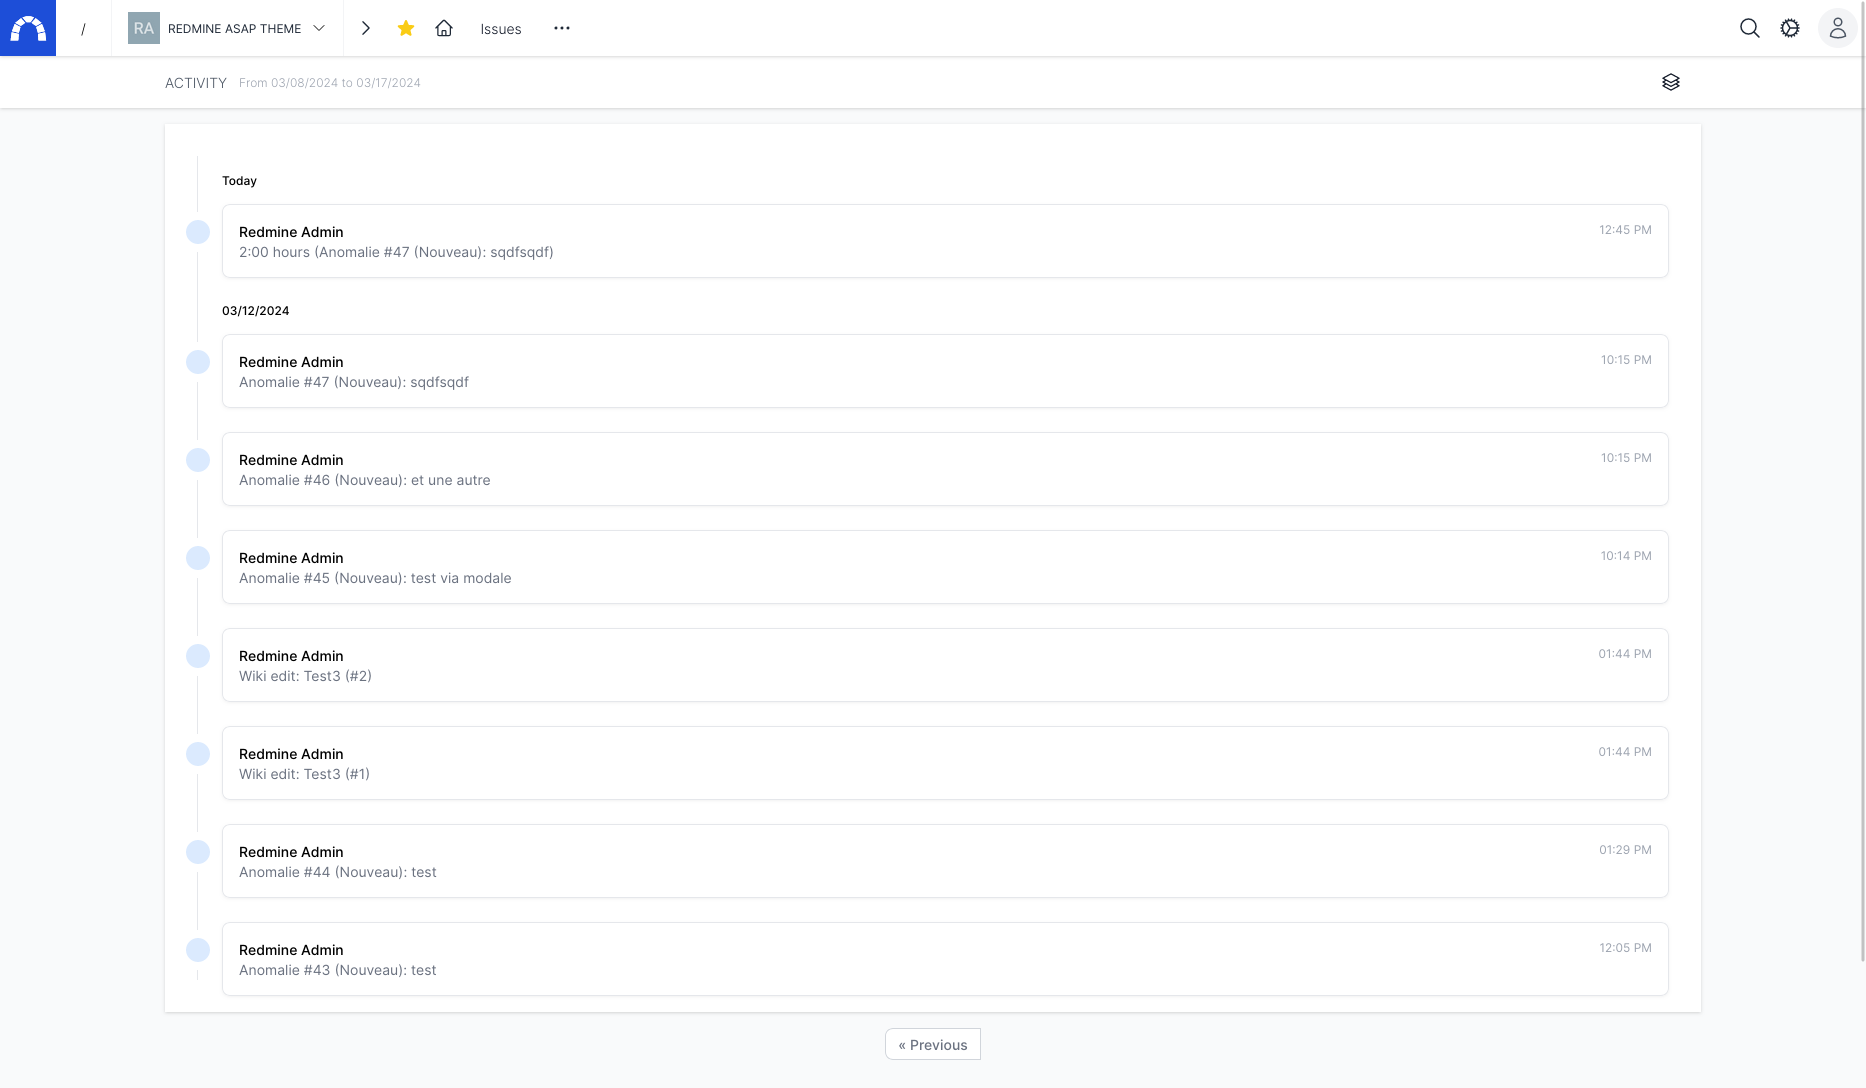 /
RA REDMINE ASAP THEME
Issues
ACTIVITY From 03/08/2024 to 03/17/2024
Today
Redmine Admin 12:45 PM
2:00 hours (Anomalie #47 (Nouveau): sqdfsqdf)
03/12/2024
Redmine Admin 10:15 PM
Anomalie #47 (Nouveau): sqdfsqdf
Redmine Admin 10:15 PM
Anomalie #46 (Nouveau): et une autre
Redmine Admin 10:14 PM
Anomalie #45 (Nouveau): test via modale
Redmine Admin 01:44 PM
Wiki edit: Test3 (#2)
Redmine Admin 01:44 PM
Wiki edit: Test3 (#1)
Redmine Admin 01:29 PM
Anomalie #44 (Nouveau): test
Redmine Admin 12:05 PM
Anomalie #43 (Nouveau): test
« Previous